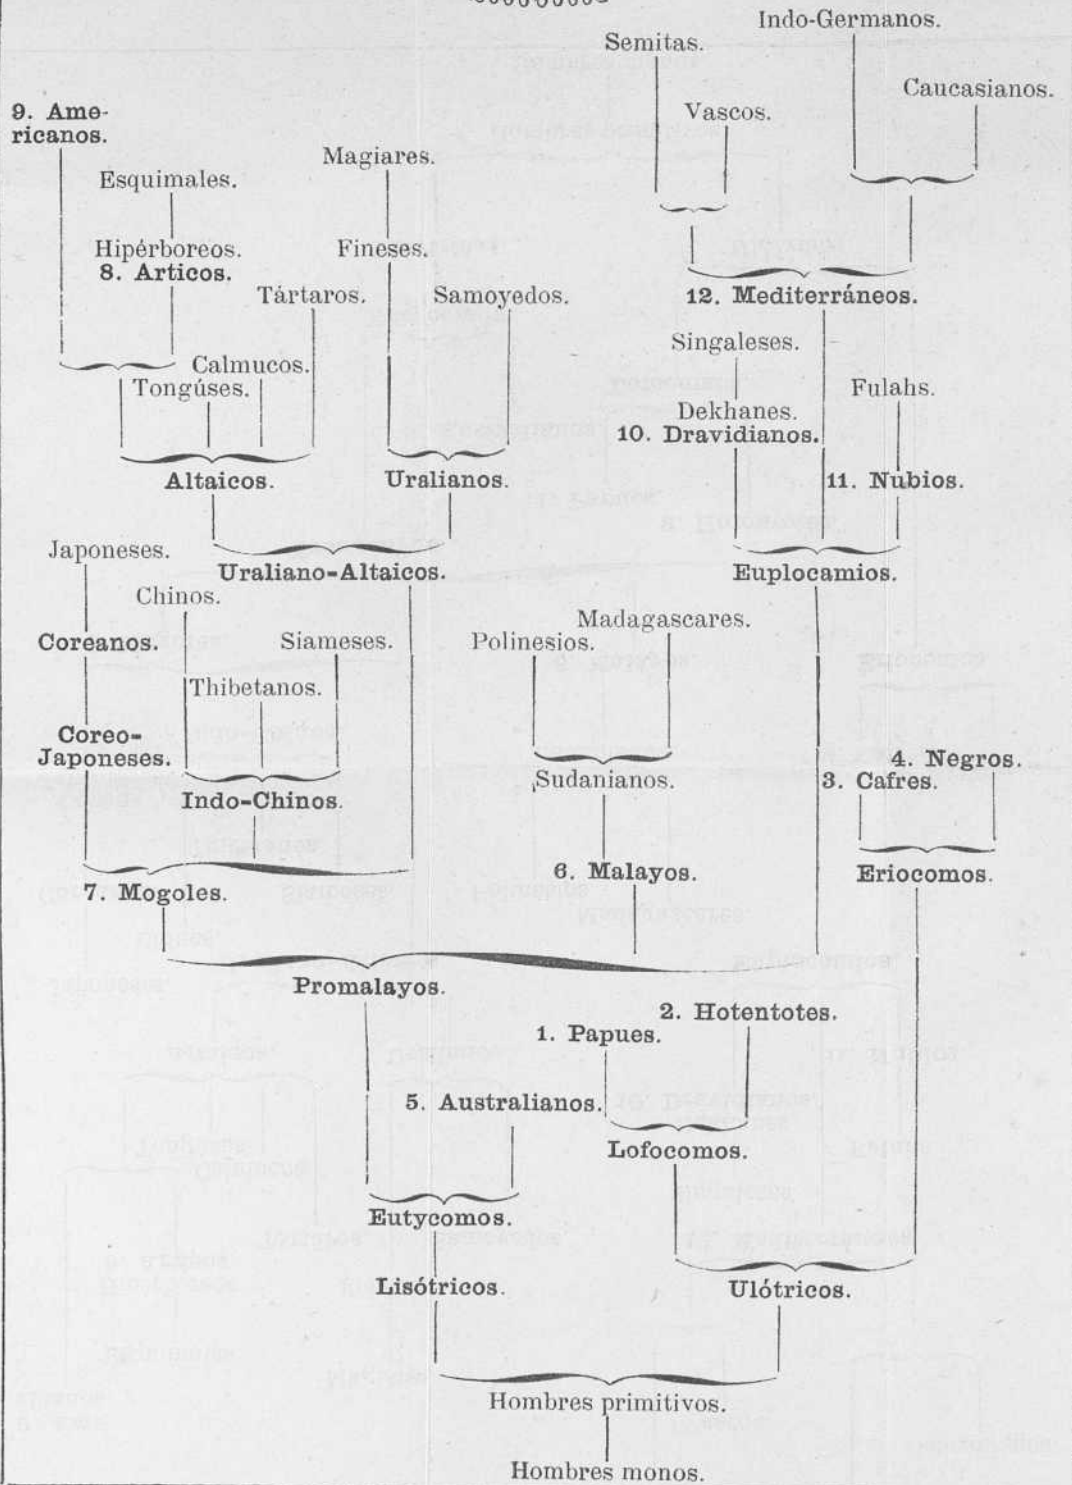 Indo-Germanos.
Semitas.
Caucasianos.
Vascos.
9. Ame-
ricanos.
Magiares.
Esquimales.
Hipérboreos.
8. Articos.
Fineses.
Tártaros.
Samoyedos.
12. Mediterráneos.
Singaleses.
Calmucos.
Tongúses.
Fulahs.
Dekhanes.
10. Dravidianos.
Altaicos.
Uralianos.
11. Nubios.
Japoneses.
Uraliano-Altaicos.
Euplocamios.
Chinos.
Madagascares.
Coreanos.
Siameses.
Polinesios.
Thibetanos.
Coreo-
Japoneses.
4. Negros.
3. Cafres.
Sudanianos.
Indo-Chinos.
6. Malayos.
Eriocomos.
7. Mogoles.
Promalayos.
2. Hotentotes.
1. Papues.
5. Australianos.
Lofocomos.
Eutycomos.
Lisótricos.
Ulótricos.
Hombres primitivos.
Hombres monos.